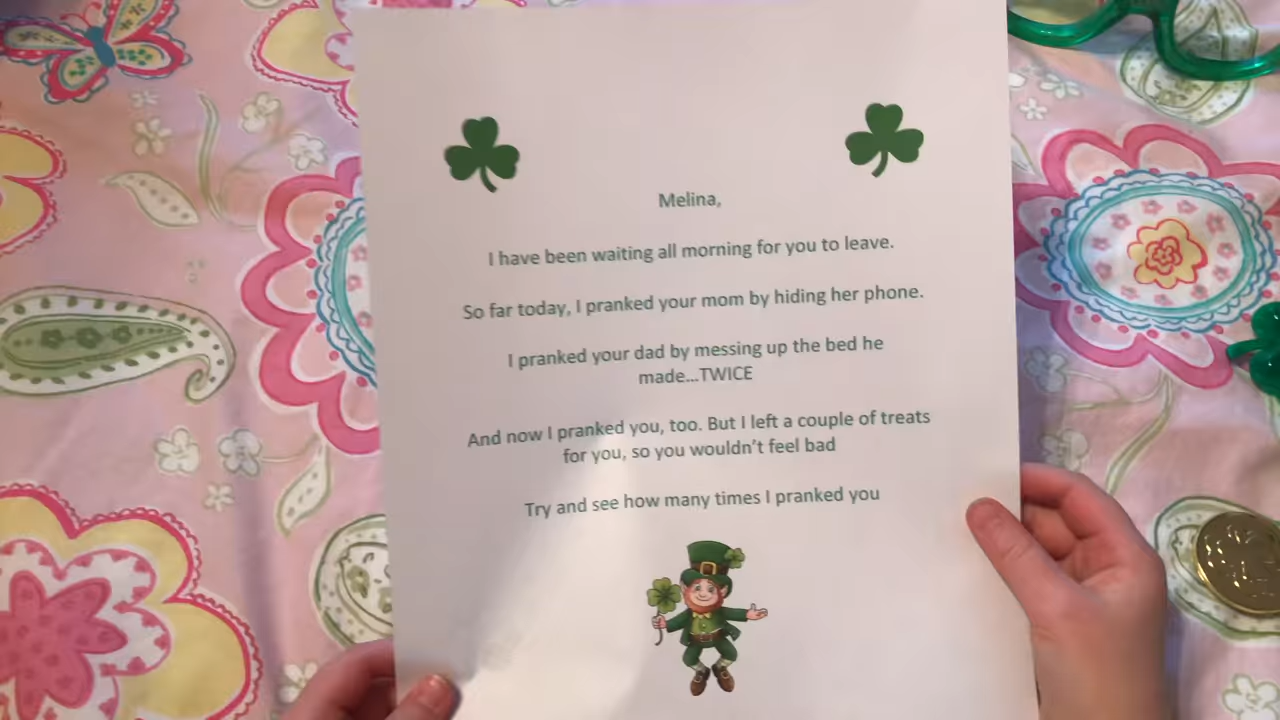 Melina,
I have been waiting all morning for you to leave.
So far today, I pranked your mom by hiding her phone.
I pranked your dad by messing up the bed he
made...TWICE
And now I pranked you, too. But I left a couple of treats
for you, so you wouldn't feel bad
Try and see how many times I pranked you